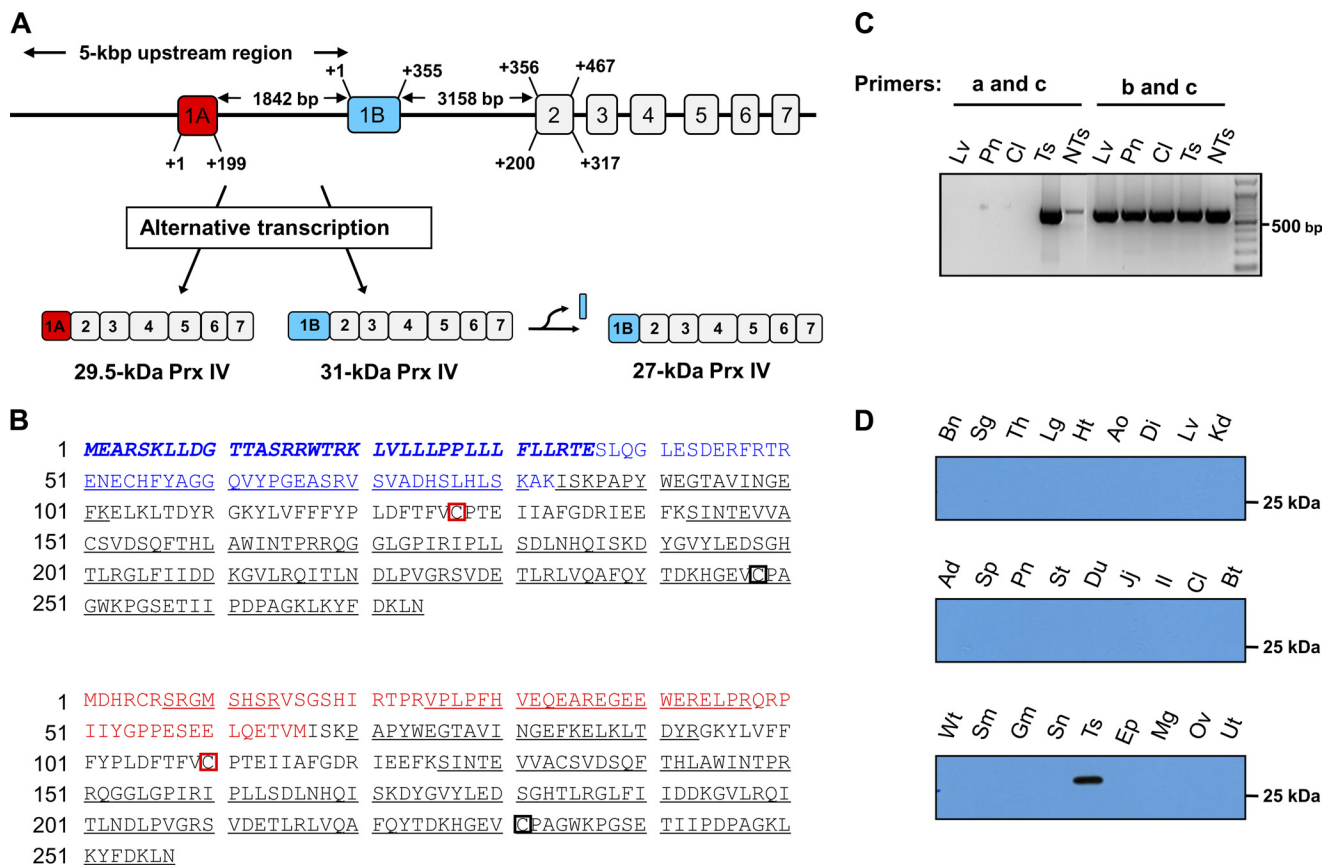 A
5-kbp upstream region
+1
+355
+356
+467
1842 bp
3158 bp
1A
1B
2
3
4
5
6
7
+1
+199
+200
+317
Alternative transcription
1A 2 3 4 5 6 7
1B 2 3 4 5 6 7
1B 2 3 4 5 6 7
29.5-kDa Prx IV
31-kDa Prx IV
27-kDa Prx IV
B
1 MEARSKLLDG TTASRRWTRK LVLLLPPLLL FLLRTESLQG LESDERFRTR
51 ENECHFYAGG QVYPGEASRV SVADHSLHLS KAKISKPAPY WEGTAVINGE
101 FKELKLTDYR GKYLVFFFYP LDFTFVCPTE IIAFGDRIEEF FKSINTEVVA
151 CSVDSQFTHL AWINTPRRQG GLGPIRIPLL SDLNHQISKD YGVYLEDSGH
201 TLRGLFIIDD KGVLRQITLN DLPVGRSVDE TLRLVQAFQY TDKHGEVCPA
251 GWKPGSETII PDPAGKLKYF DKLN
1 MDHRCRSRGM SHSRVSGSHI RTPRVPLPFH VEQEAREGEE WERELPRQRP
51 IIYGPPESEE LQETVMISKP APYWEGTAVI NGEFKELKLT DYRGKYLVFF
101 FYPLDFTFVC PTEIIAFGDR IEEFKSINTE VVACSVDSQF THLAWINTPR
151 RQGGLGPIRI PLLSDLNHQI SKDYGVYLED SGHTLRGLFI IDDKGVLRQI
201 TLNDLPVGRS VDETLRLVQA FQYTDKHGEV CPAGWKPGSE TIIPDPAGKL
251 KYFDKLN
C
Primers: a and c b and c
Lv Pn Cl Ts NTs Lv Pn Cl Ts NTs
500 bp
D
Bn Sg Th Lg Ht Ao Di Lv Kd
25 kDa
Ad Sp Pn St Du Jj Il Cl Bt
25 kDa
Wt Sm Gm Sn Ts Ep Mg Ov Ut
25 kDa